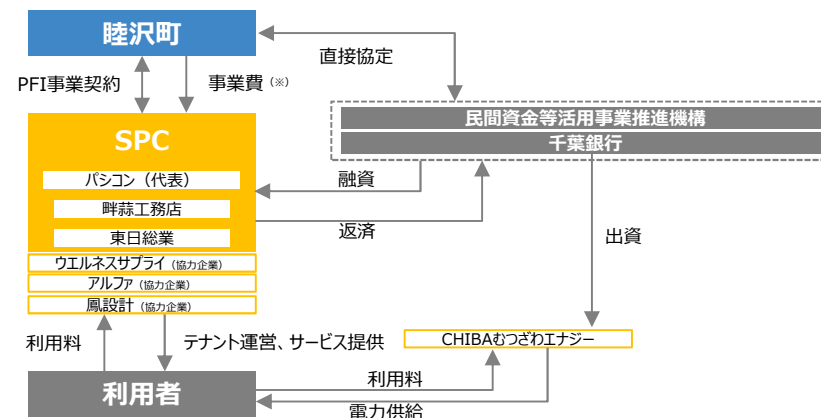 睦沢町
直接協定
PFI事業契約
事業費（※）
民間資金等活用事業推進機構
千葉銀行
SPC
パシコン（代表）
畔蒜工務店
東日総業
融資
返済
出資
ウエルネスサプライ（協力企業）
アルファ（協力企業）
鳳設計（協力企業）
利用料
テナント運営、サービス提供
CHIBAむつざわエナジー
利用者
利用料
電力供給